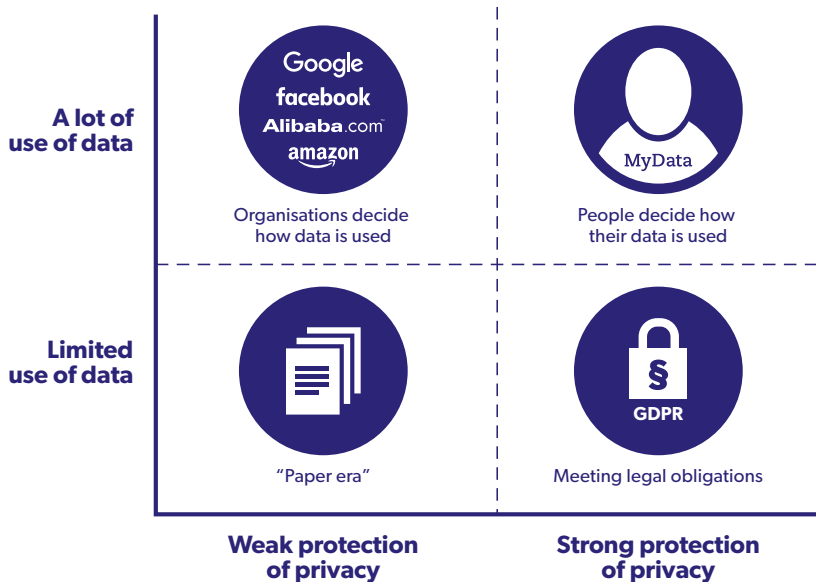 A lot of
use of data
Google
facebook
Alibaba.com™
amazon
Organisations decide
how data is used
MyData
People decide how
their data is used
Limited
use of data
“Paper era”
§
GDPR
Meeting legal obligations
Weak protection
of privacy
Strong protection
of privacy